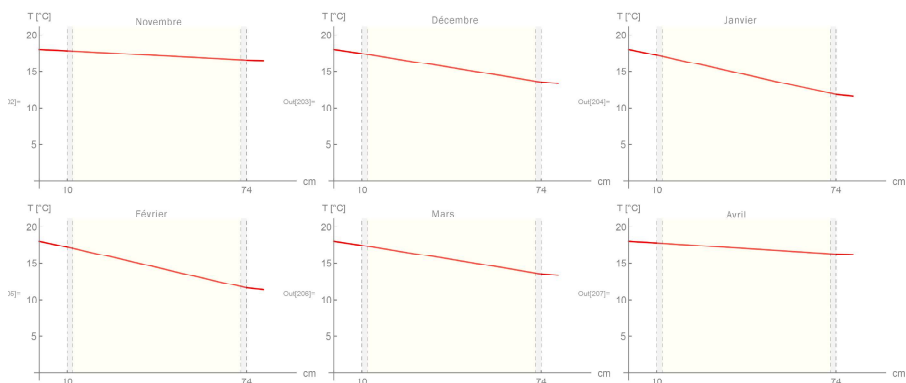 T [°C] Novembre
20
15
02]=
10
5
cm
10 74
T [°C] Décembre
20
15
Out[203]=
10
5
cm
10 74
T [°C] Janvier
20
15
Out[204]=
10
5
cm
10 74
T [°C] Février
20
15
10
5
cm
10 74
T [°C] Mars
20
15
Out[206]=
10
5
cm
10 74
T [°C] Avril
20
15
Out[207]=
10
5
cm
10 74